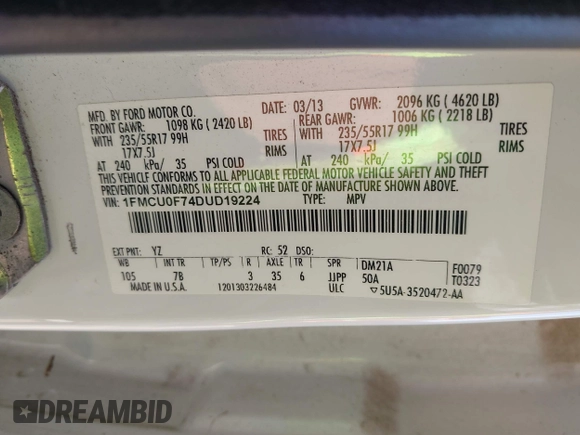 MFD. BY FORD MOTOR CO.
DATE: 03/13 GVWR: 2096 KG ( 4620 LB)
FRONT GAWR: 1098 KG ( 2420 LB)
REAR GAWR: 1006 KG ( 2218 LB)
WITH 235/55R17 99H TIRES
WITH 235/55R17 99H TIRES
17X7.5J RIMS
17X7.5J RIMS
AT 240 kPa/ 35 PSI COLD
AT 240 kPa/ 35 PSI COLD
THIS VEHICLE CONFORMS TO ALL APPLICABLE FEDERAL MOTOR VEHICLE SAFETY AND THEFT
PREVENTION STANDARDS IN EFFECT ON THE DATE OF MANUFACTURE SHOWN ABOVE.
VIN: 1FMCU0F74DUD19224
TYPE: MPV
EXT PNT: YZ RC: 52 DSO:
WB INT TR TP/PS R AXLE TR SPR DM21A F0079
105 7B 3 35 6 JJPP 50A T0323
MADE IN U.S.A. 1201303226484 ULC ▽5U5A-3520472-AA
DREAMBID